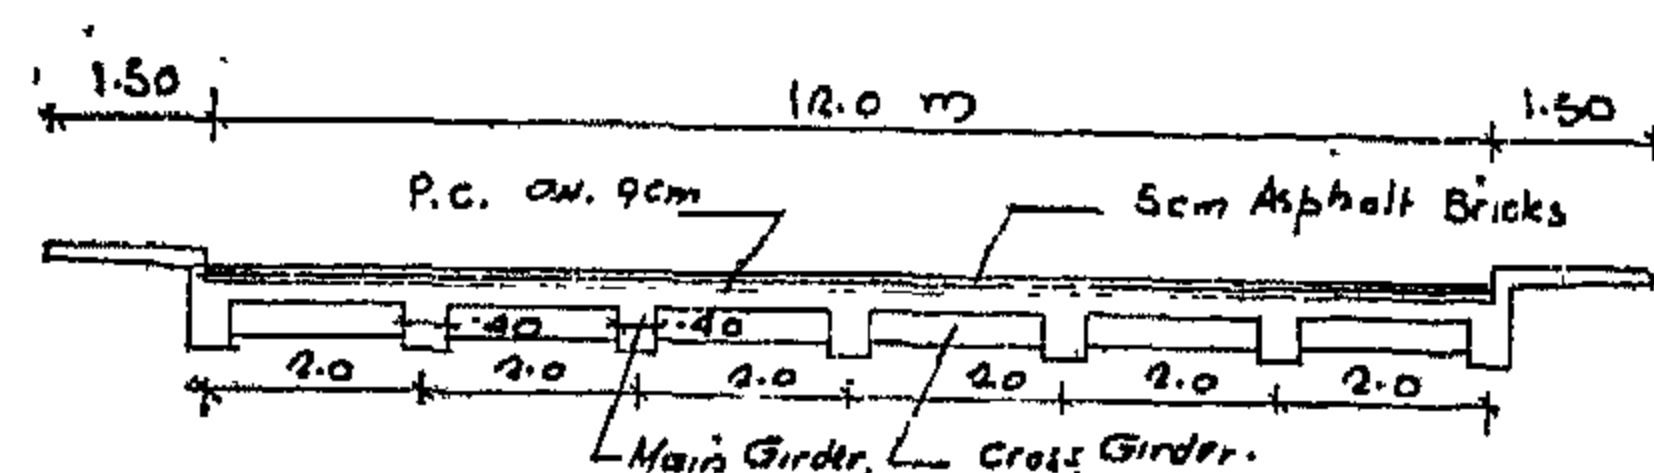 1.50 12.0 m 1.50
P.C. av. 9cm 5cm Asphalt Bricks
.40 .40
2.0 2.0 2.0 2.0 2.0 2.0
Main Girder. Cross Girder.